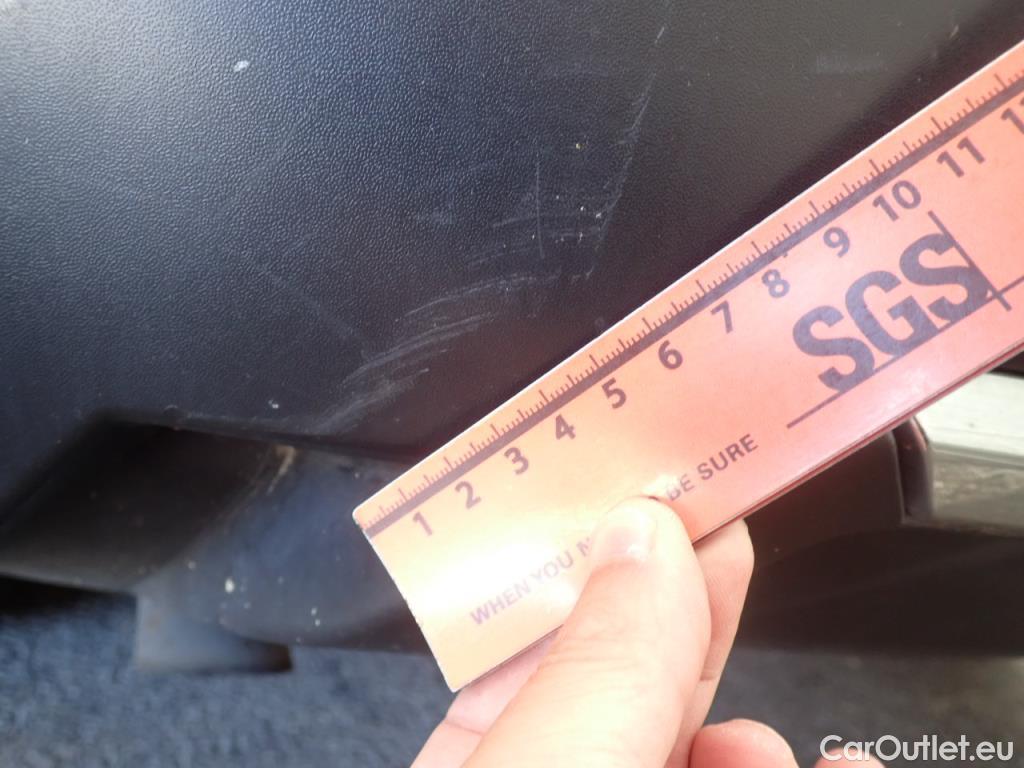 1 2 3 4 5 6 7 8 9 10 11
SGS
WHEN YOU N BE SURE
CarOutlet.eu